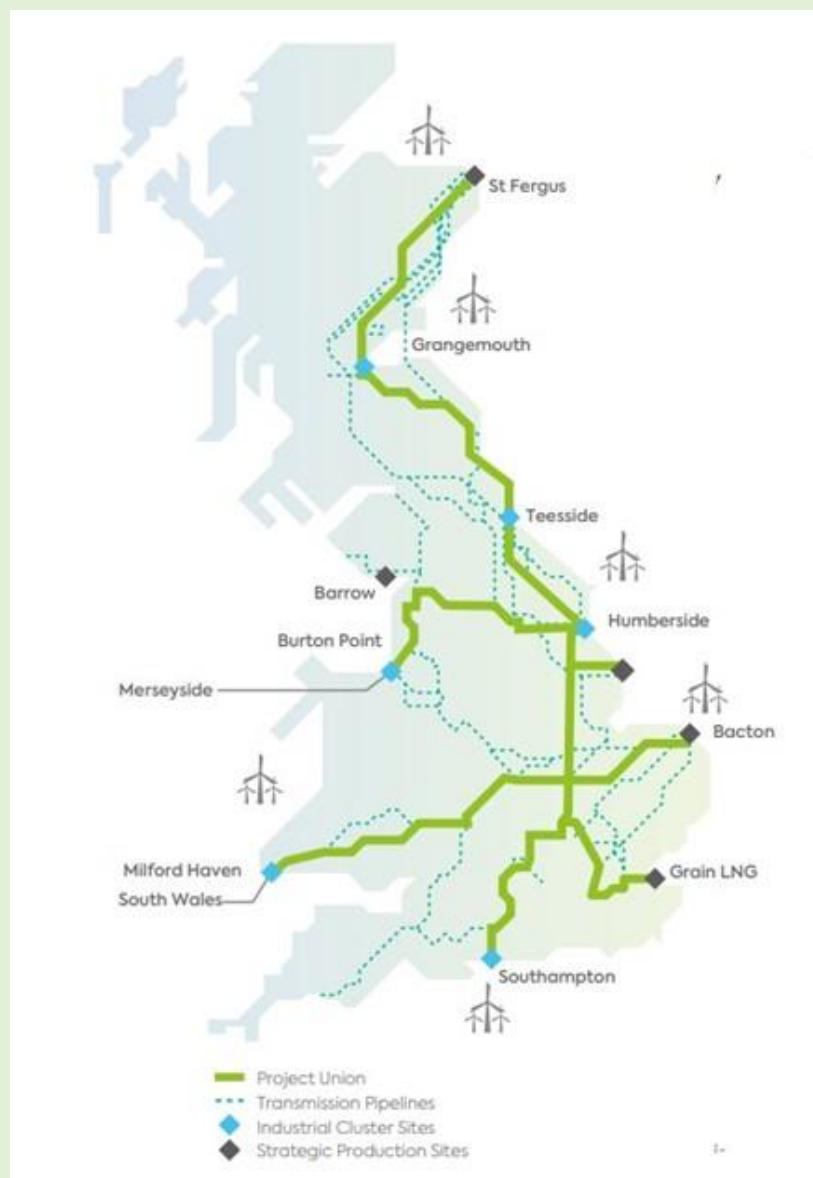 St Fergus
Grangemouth
Teesside
Barrow
Humberside
Burton Point
Merseyside
Bacton
Milford Haven
Grain LNG
South Wales
Southampton
Project Union
Transmission Pipelines
Industrial Cluster Sites
Strategic Production Sites